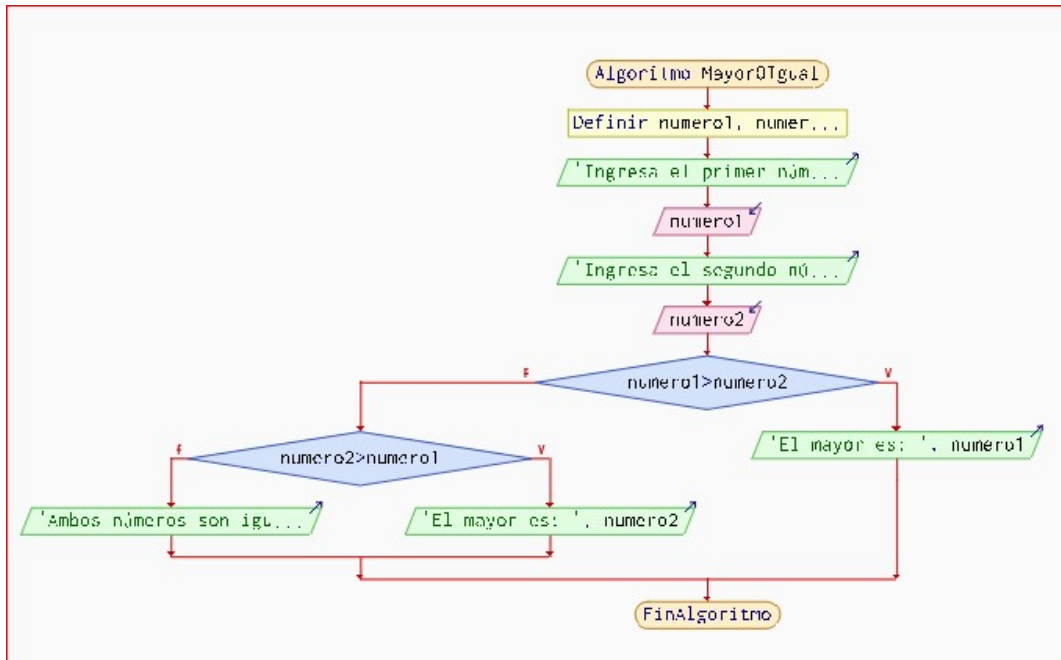 Algoritmo MayorOIgual
Definir numero1, numer...
'Ingresa el primer núm...
numero1
'Ingresa el segundo nú...
numero2
numero1>numero2
F
V
numero2>numero1
F
V
'El mayor es: ', numero1
'Ambos números son igu...
'El mayor es: ', numero2
FinAlgoritmo